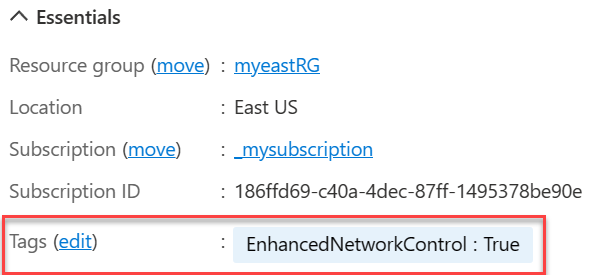 Essentials
Resource group (move) : myeastRG
Location : East US
Subscription (move) : _mysubscription
Subscription ID : 186ffd69-c40a-4dec-87ff-1495378be90e
Tags (edit) : EnhancedNetworkControl : True